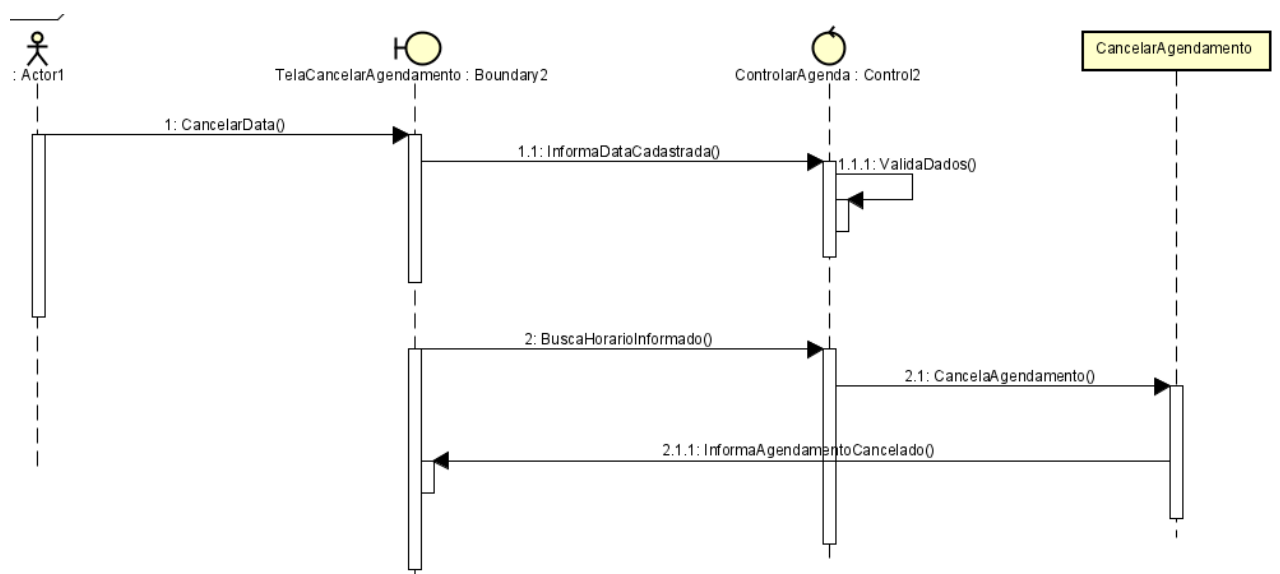 : Actor1
TelaCancelarAgendamento : Boundary2
ControlarAgenda : Control2
CancelarAgendamento
1: CancelarData()
1.1: InformaDataCadastrada()
1.1.1: ValidaDados()
2: BuscaHorarioInformado()
2.1: CancelaAgendamento()
2.1.1: InformaAgendamentoCancelado()